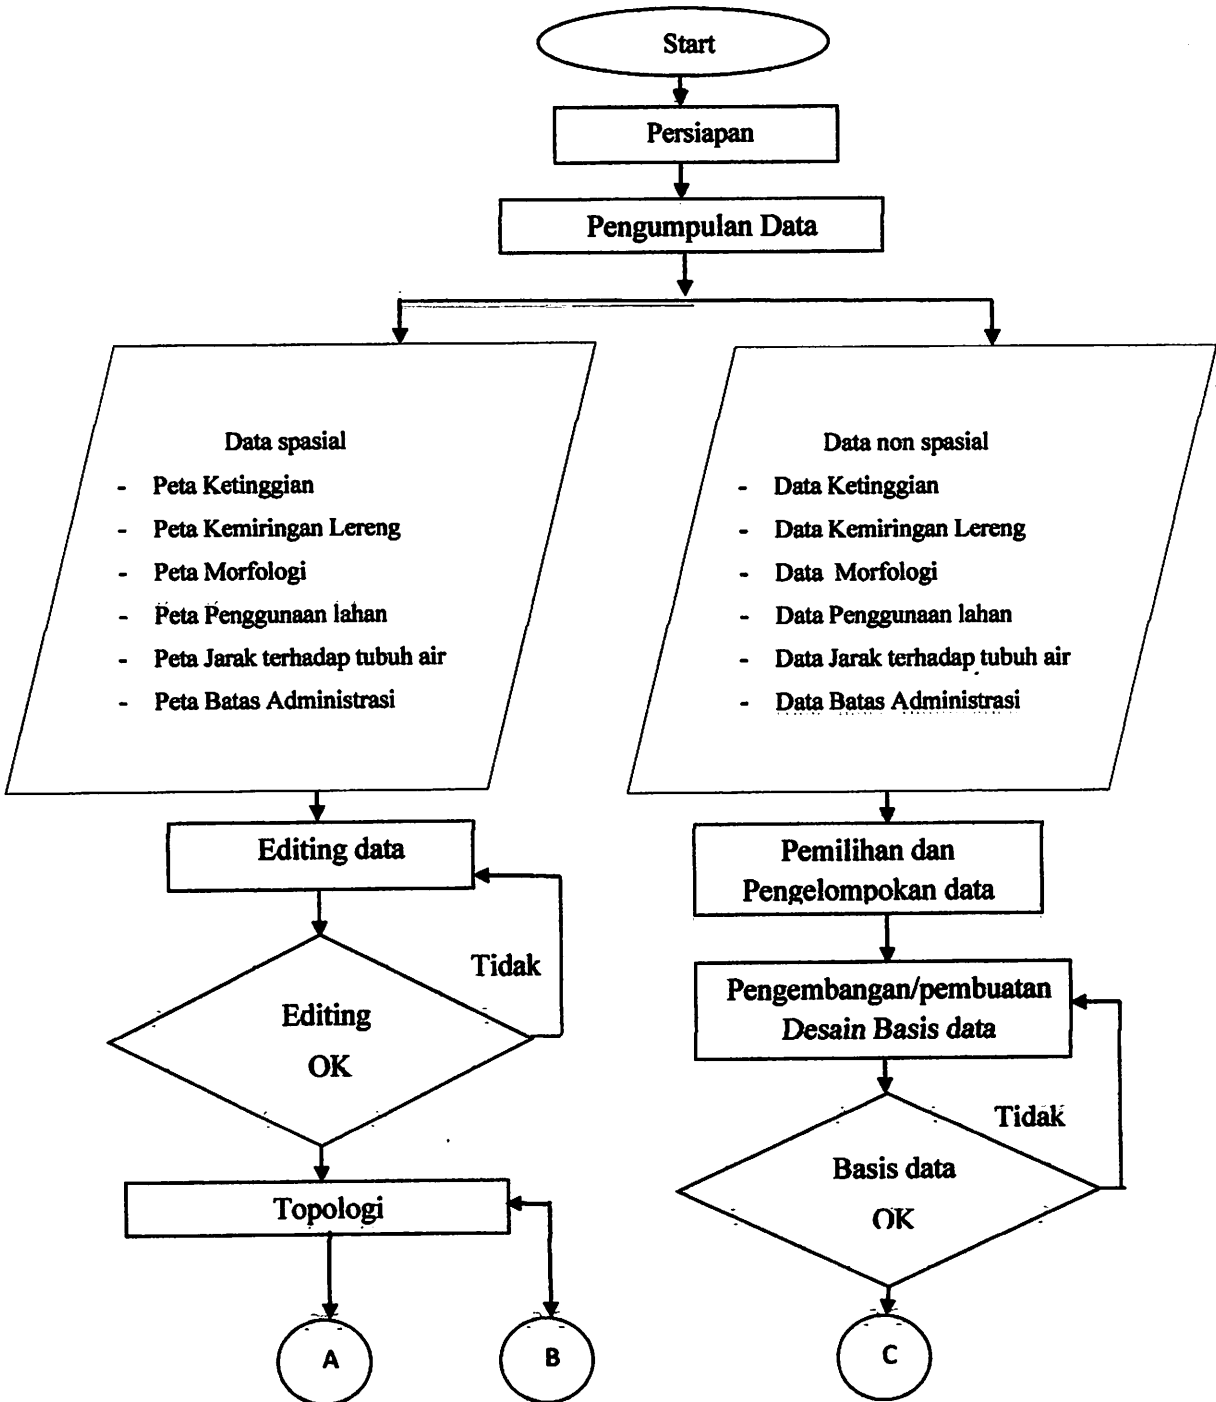 Start
Persiapan
Pengumpulan Data
Data spasial
- Peta Ketinggian
- Peta Kemiringan Lereng
- Peta Morfologi
- Peta Penggunaan lahan
- Peta Jarak terhadap tubuh air
- Peta Batas Administrasi
Data non spasial
- Data Ketinggian
- Data Kemiringan Lereng
- Data Morfologi
- Data Penggunaan lahan
- Data Jarak terhadap tubuh air
- Data Batas Administrasi
Editing data
Tidak
Editing
OK
Topologi
A
B
Pemilihan dan
Pengelompokan data
Pengembangan/pembuatan
Desain Basis data
Tidak
Basis data
OK
C